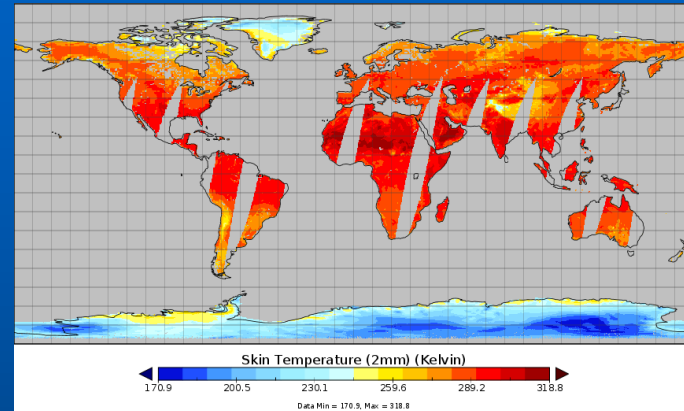 Skin Temperature (2mm) (Kelvin)
170.9 200.5 230.1 259.6 289.2 318.8
Data Min = 170.9, Max = 318.8